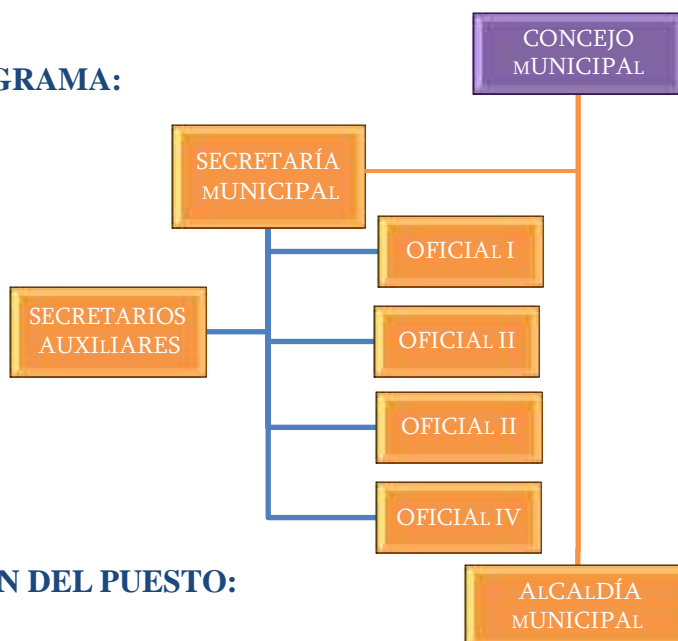 CONCEJO
MUNICIPAL
GRAMA:
SECRETARÍA
MUNICIPAL
OFICIAL I
SECRETARIOS
AUXILIARES
OFICIAL II
OFICIAL II
OFICIAL IV
N DEL PUESTO:
ALCALDÍA
MUNICIPAL